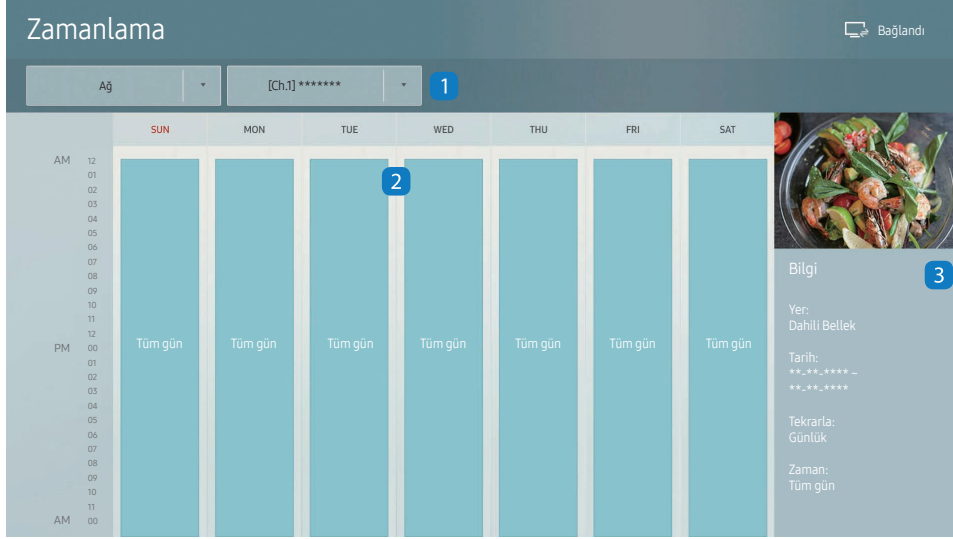 Zamanlama
Bağlandı
Ağ
[Ch.1] *******
1
SUN MON TUE WED THU FRI SAT
AM 12
01
02
03
04
05
06
07
08
09
10
11
12
PM 00
01
02
03
04
05
06
07
08
09
10
11
AM 00
2
Tüm gün Tüm gün Tüm gün Tüm gün Tüm gün Tüm gün Tüm gün
3
Bilgi
Yer:
Dahili Bellek
Tarih:
**-**-**** ~
**-**-****
Tekrarla:
Günlük
Zaman:
Tüm gün